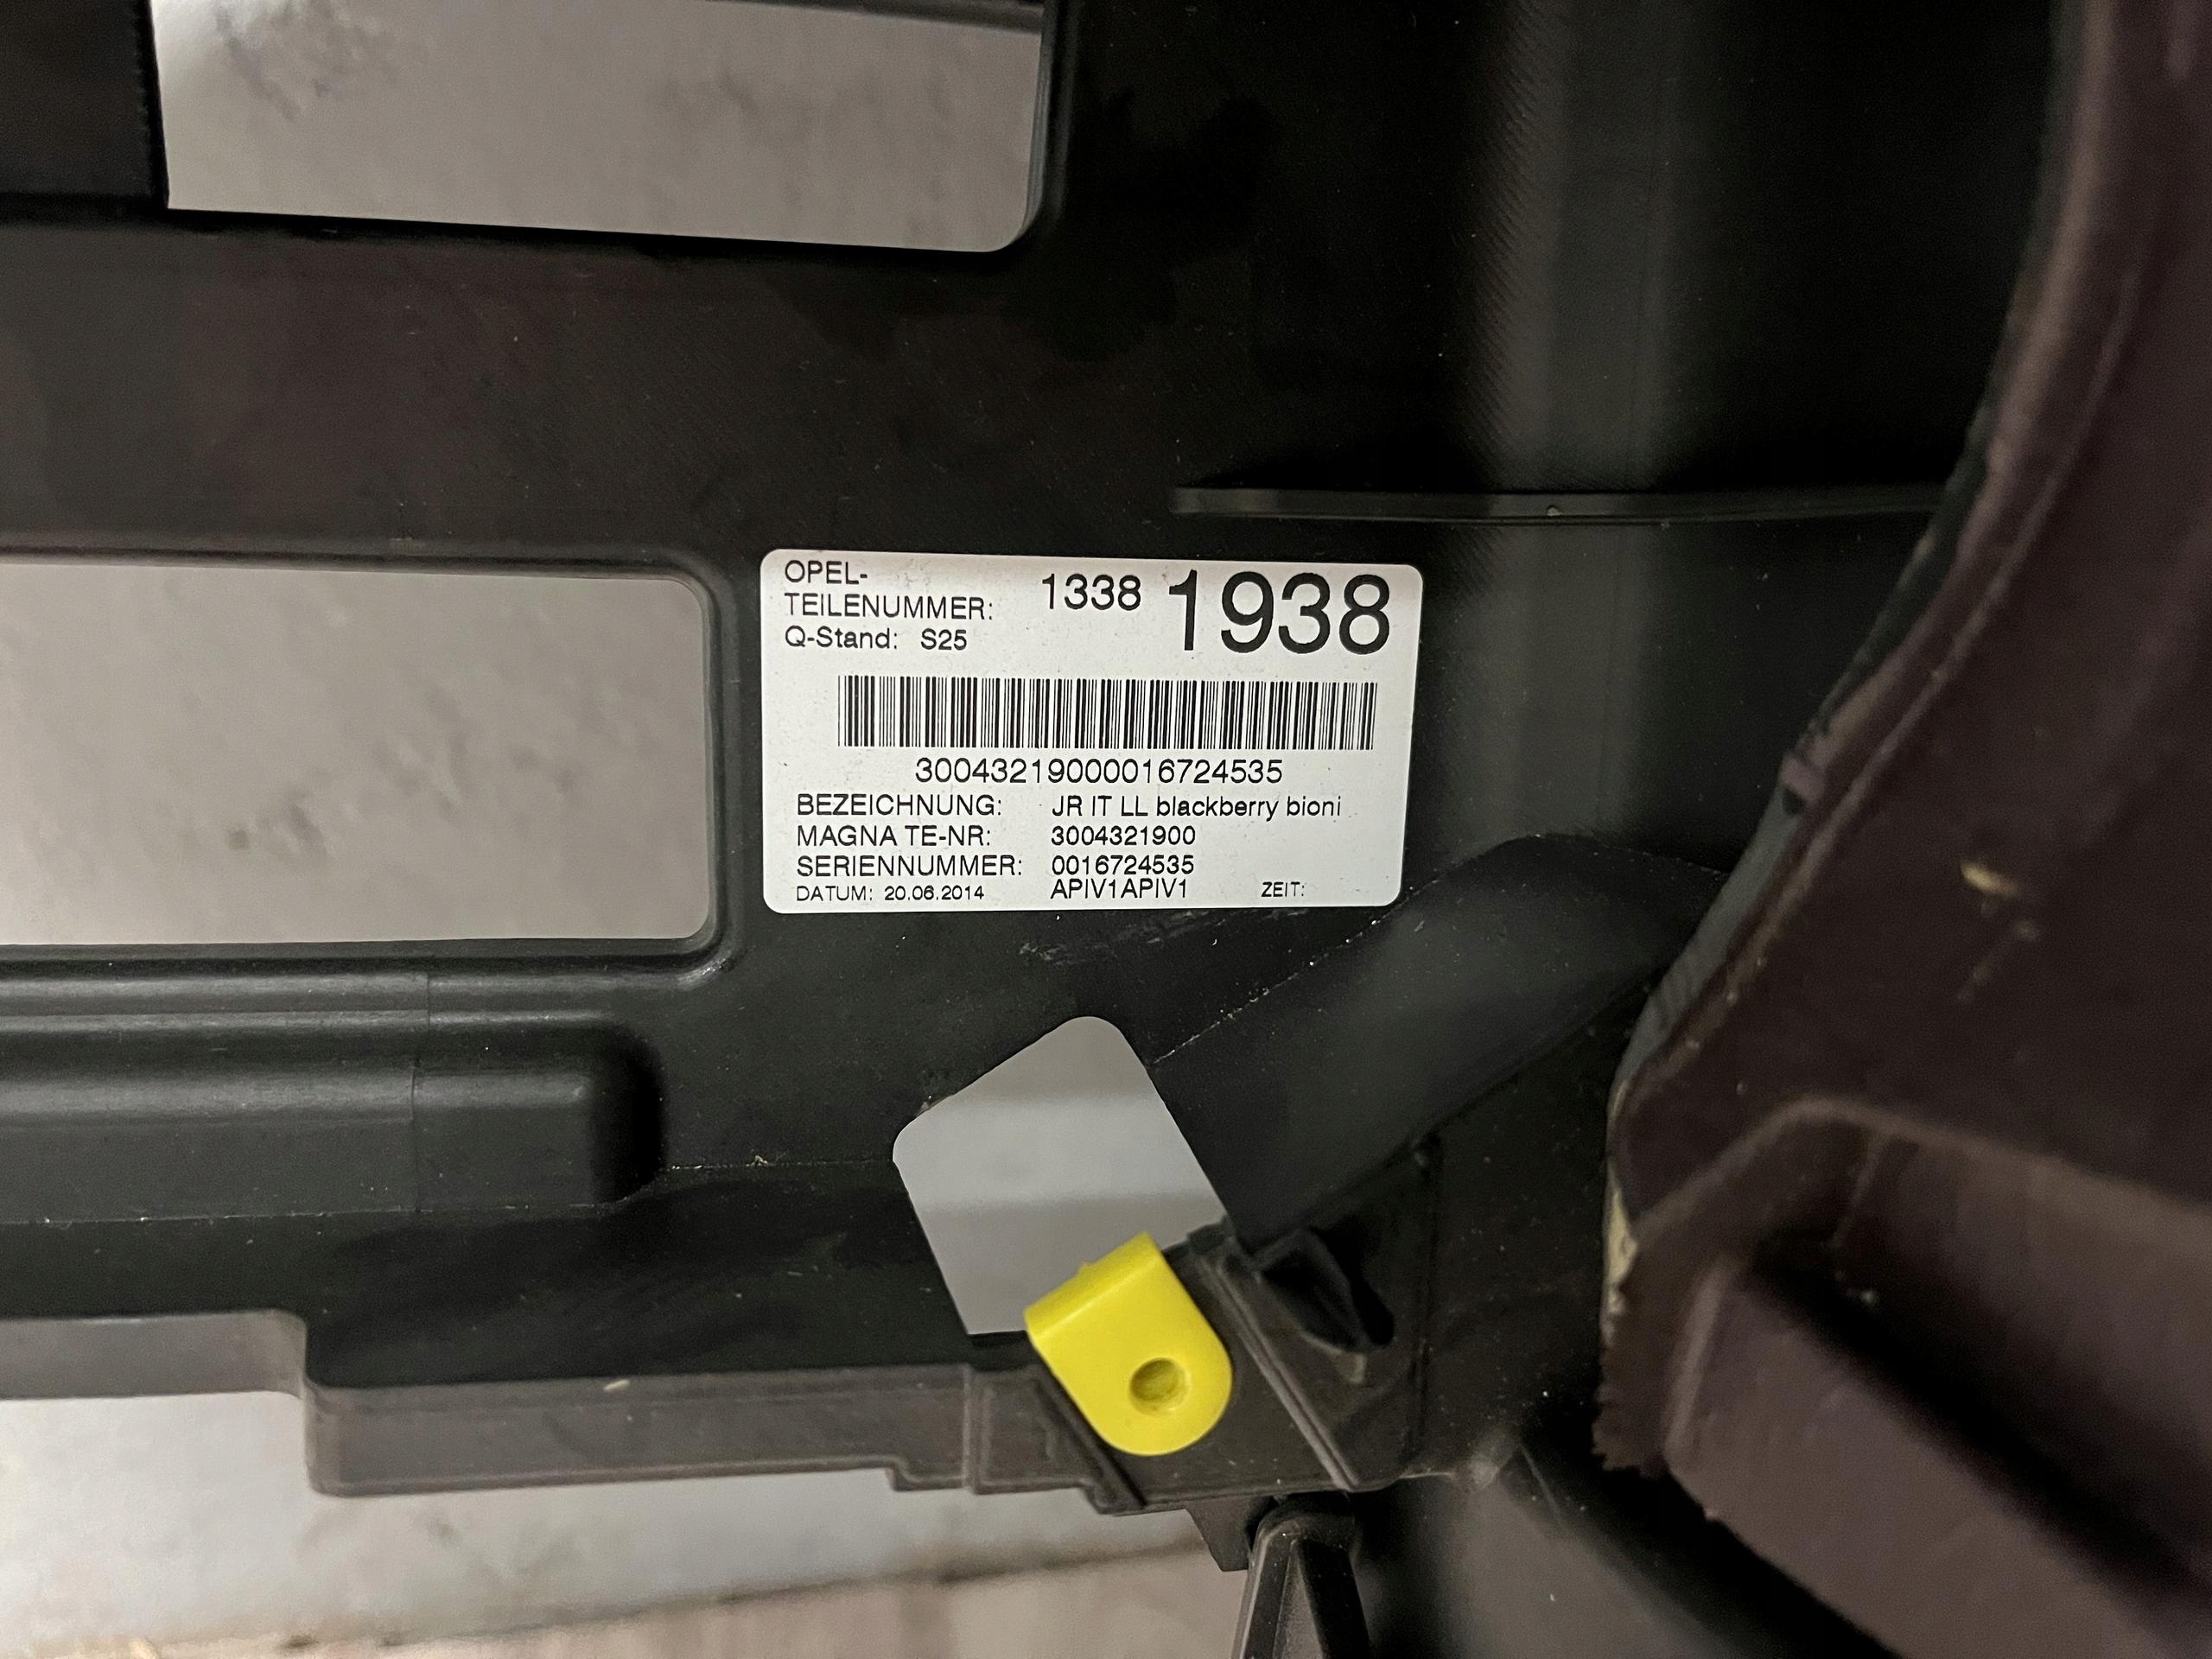 OPEL-
TEILENUMMER: 1338 1938
Q-Stand: S25
30043219000016724535
BEZEICHNUNG: JR IT LL blackberry bioni
MAGNA TE-NR: 3004321900
SERIENNUMMER: 0016724535
DATUM: 20.06.2014 APIV1APIV1 ZEIT: